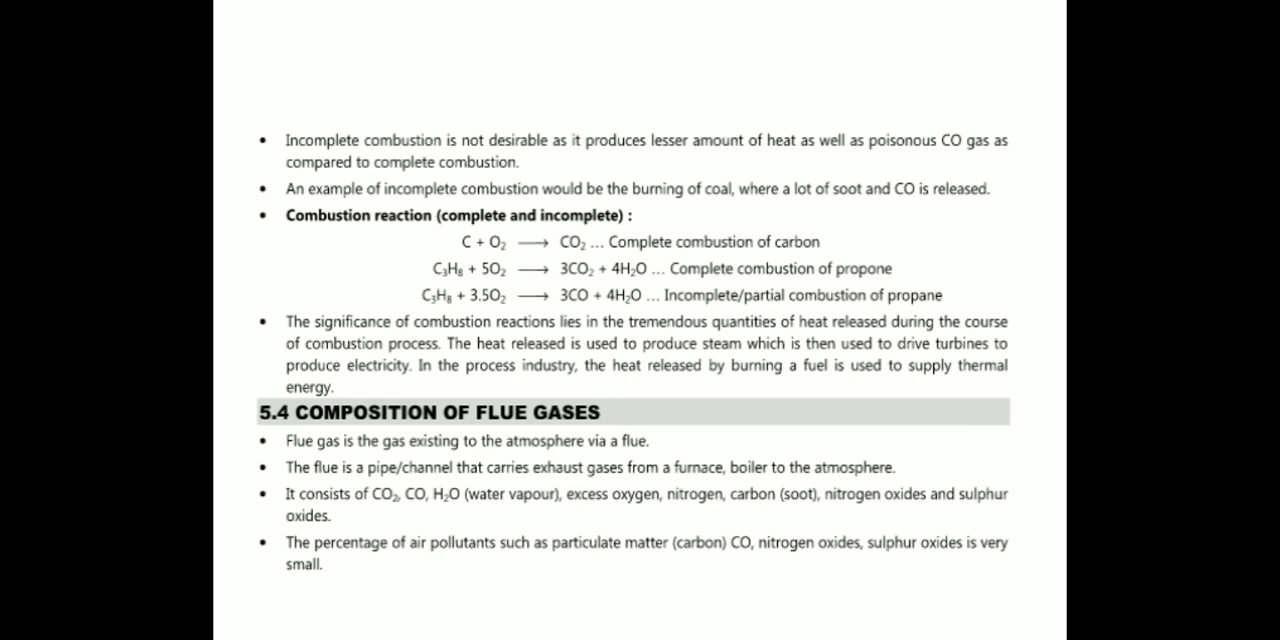 • Incomplete combustion is not desirable as it produces lesser amount of heat as well as poisonous CO gas as
compared to complete combustion.
• An example of incomplete combustion would be the burning of coal, where a lot of soot and CO is released.
• Combustion reaction (complete and incomplete) :
C + O₂ ⟶ CO₂ ... Complete combustion of carbon
C₃H₈ + 5O₂ ⟶ 3CO₂ + 4H₂O ... Complete combustion of propone
C₃H₈ + 3.5O₂ ⟶ 3CO + 4H₂O ... Incomplete/partial combustion of propane
• The significance of combustion reactions lies in the tremendous quantities of heat released during the course
of combustion process. The heat released is used to produce steam which is then used to drive turbines to
produce electricity. In the process industry, the heat released by burning a fuel is used to supply thermal
energy.
5.4 COMPOSITION OF FLUE GASES
• Flue gas is the gas existing to the atmosphere via a flue.
• The flue is a pipe/channel that carries exhaust gases from a furnace, boiler to the atmosphere.
• It consists of CO₂, CO, H₂O (water vapour), excess oxygen, nitrogen, carbon (soot), nitrogen oxides and sulphur
oxides.
• The percentage of air pollutants such as particulate matter (carbon) CO, nitrogen oxides, sulphur oxides is very
small.